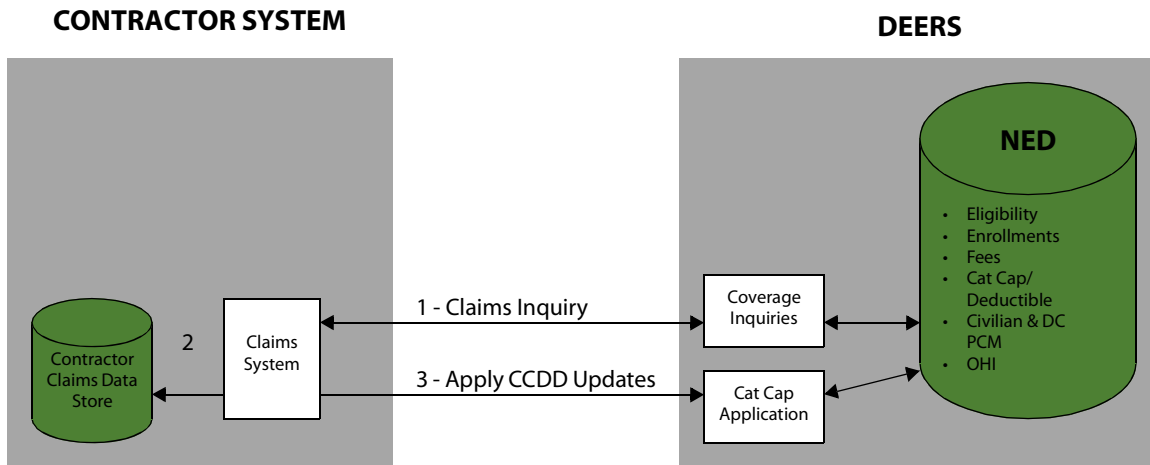 CONTRACTOR SYSTEM
DEERS
NED
• Eligibility
• Enrollments
• Fees
• Cat Cap/
Deductible
• Civilian & DC
PCM
• OHI
1 - Claims Inquiry
Coverage
Inquiries
2
Claims
System
Contractor
Claims Data
Store
3 - Apply CCDD Updates
Cat Cap
Application